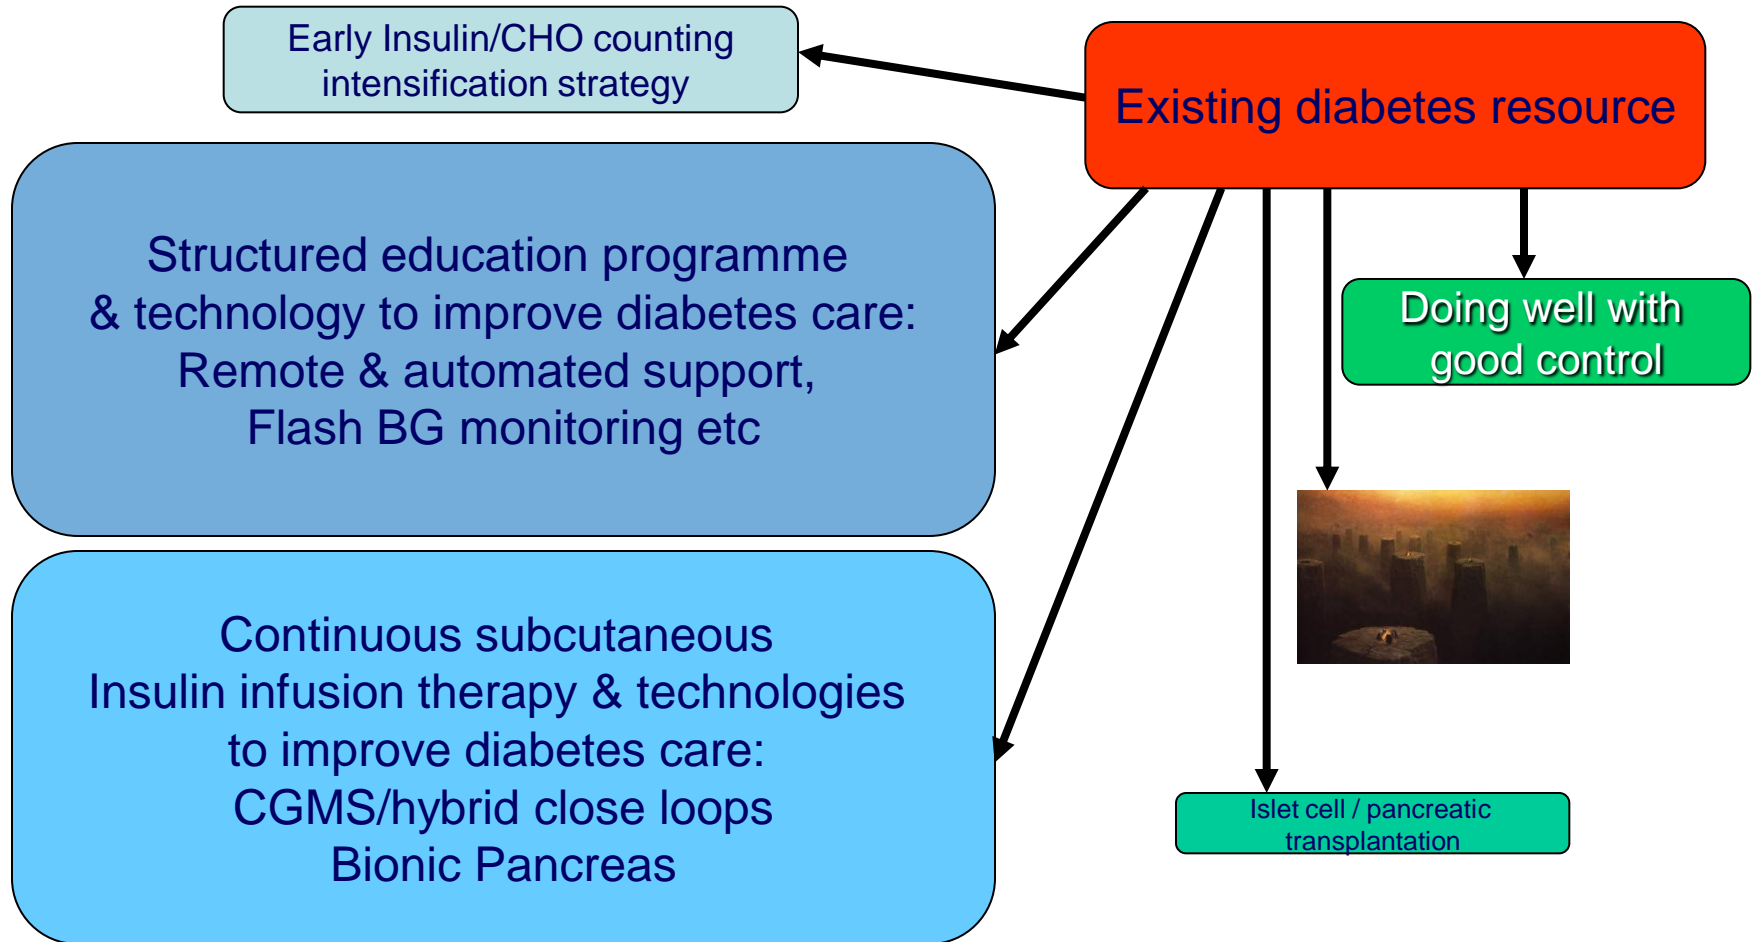 Early Insulin/CHO counting
intensification strategy
Existing diabetes resource
Structured education programme
& technology to improve diabetes care:
Remote & automated support,
Flash BG monitoring etc
Doing well with
good control
Continuous subcutaneous
Insulin infusion therapy & technologies
to improve diabetes care:
CGMS/hybrid close loops
Bionic Pancreas
Islet cell / pancreatic
transplantation